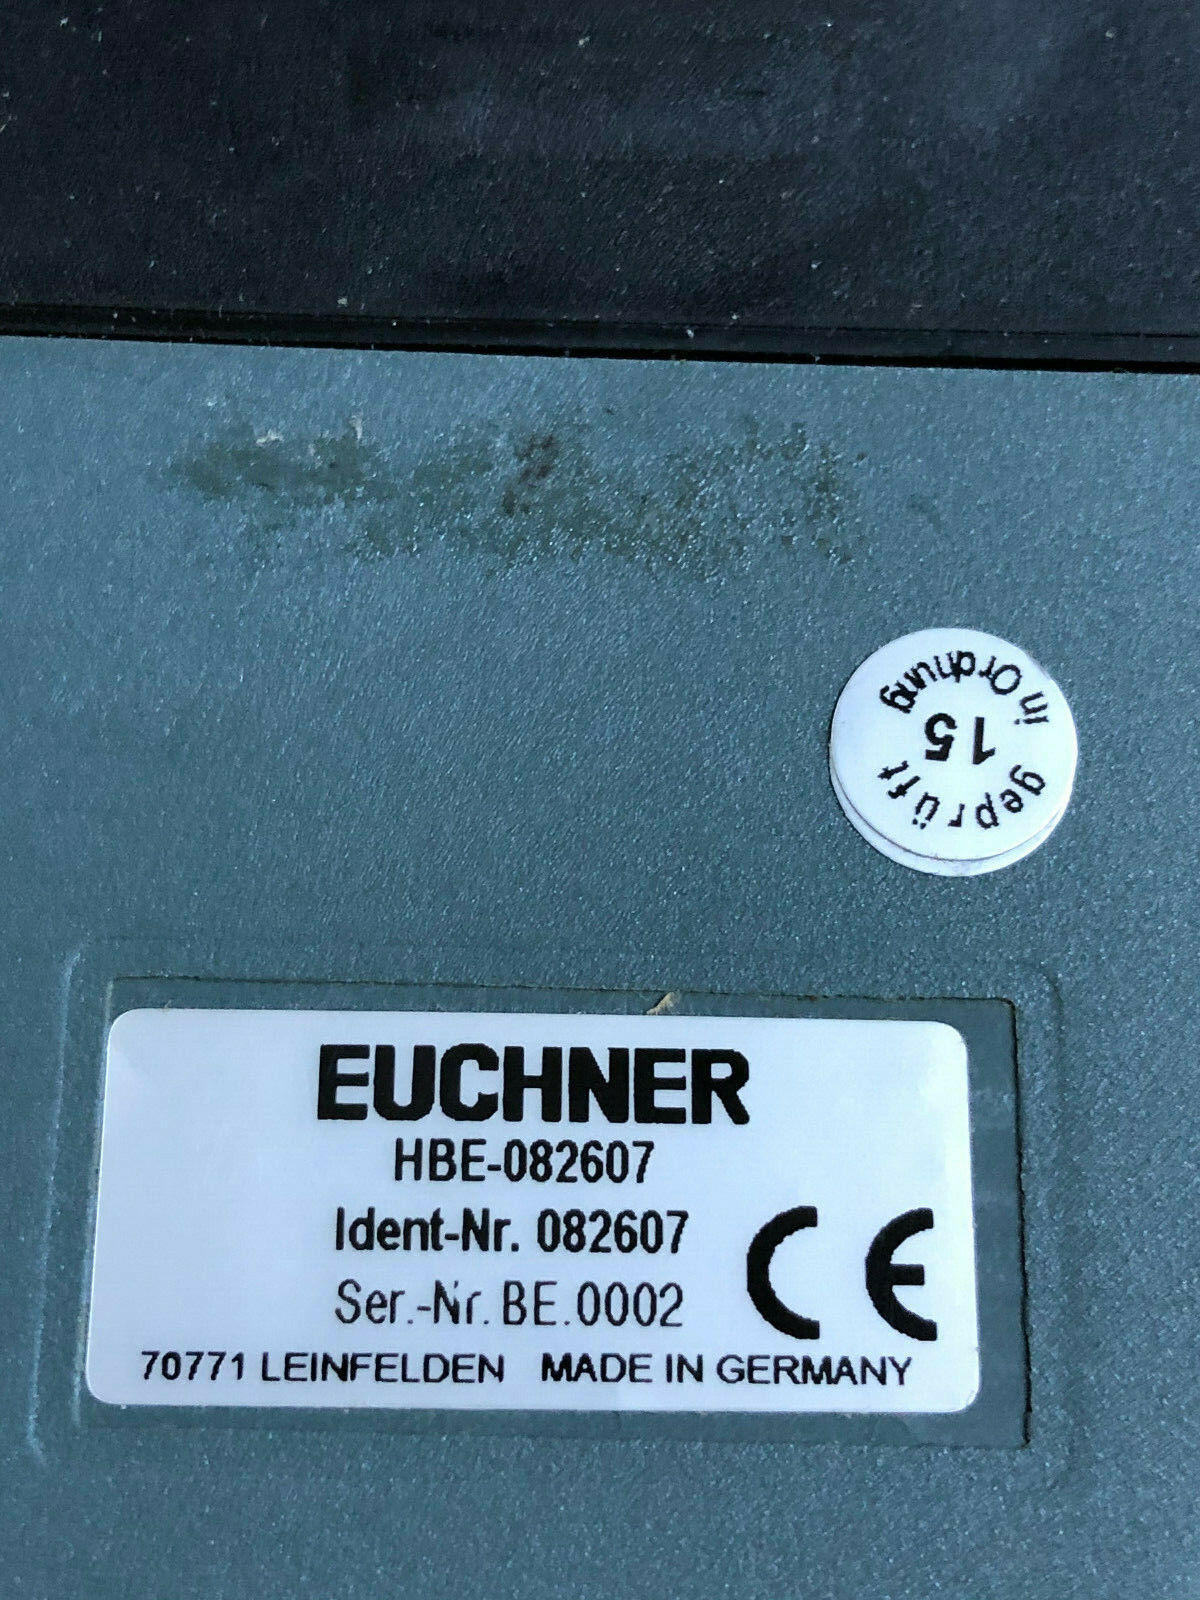 geprüft
15
in Ordnung
EUCHNER
HBE-082607
Ident-Nr. 082607
Ser.-Nr. BE.0002
CE
70771 LEINFELDEN MADE IN GERMANY